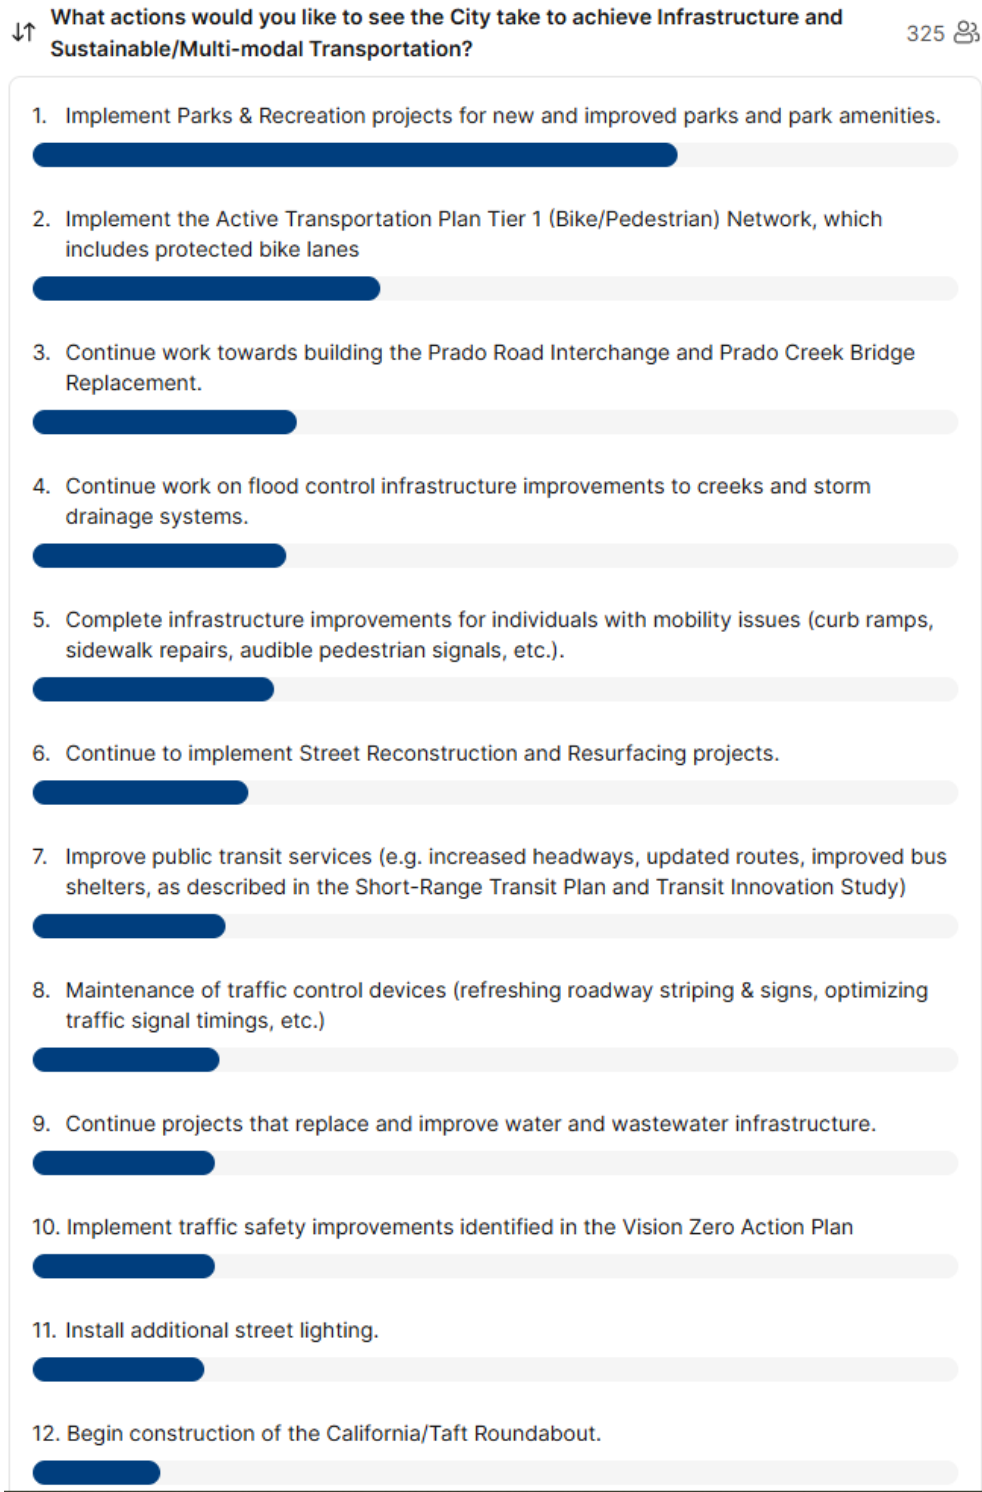 What actions would you like to see the City take to achieve Infrastructure and
Sustainable/Multi-modal Transportation?
325
1. Implement Parks & Recreation projects for new and improved parks and park amenities.
2. Implement the Active Transportation Plan Tier 1 (Bike/Pedestrian) Network, which
includes protected bike lanes
3. Continue work towards building the Prado Road Interchange and Prado Creek Bridge
Replacement.
4. Continue work on flood control infrastructure improvements to creeks and storm
drainage systems.
5. Complete infrastructure improvements for individuals with mobility issues (curb ramps,
sidewalk repairs, audible pedestrian signals, etc.).
6. Continue to implement Street Reconstruction and Resurfacing projects.
7. Improve public transit services (e.g. increased headways, updated routes, improved bus
shelters, as described in the Short-Range Transit Plan and Transit Innovation Study)
8. Maintenance of traffic control devices (refreshing roadway striping & signs, optimizing
traffic signal timings, etc.)
9. Continue projects that replace and improve water and wastewater infrastructure.
10. Implement traffic safety improvements identified in the Vision Zero Action Plan
11. Install additional street lighting.
12. Begin construction of the California/Taft Roundabout.